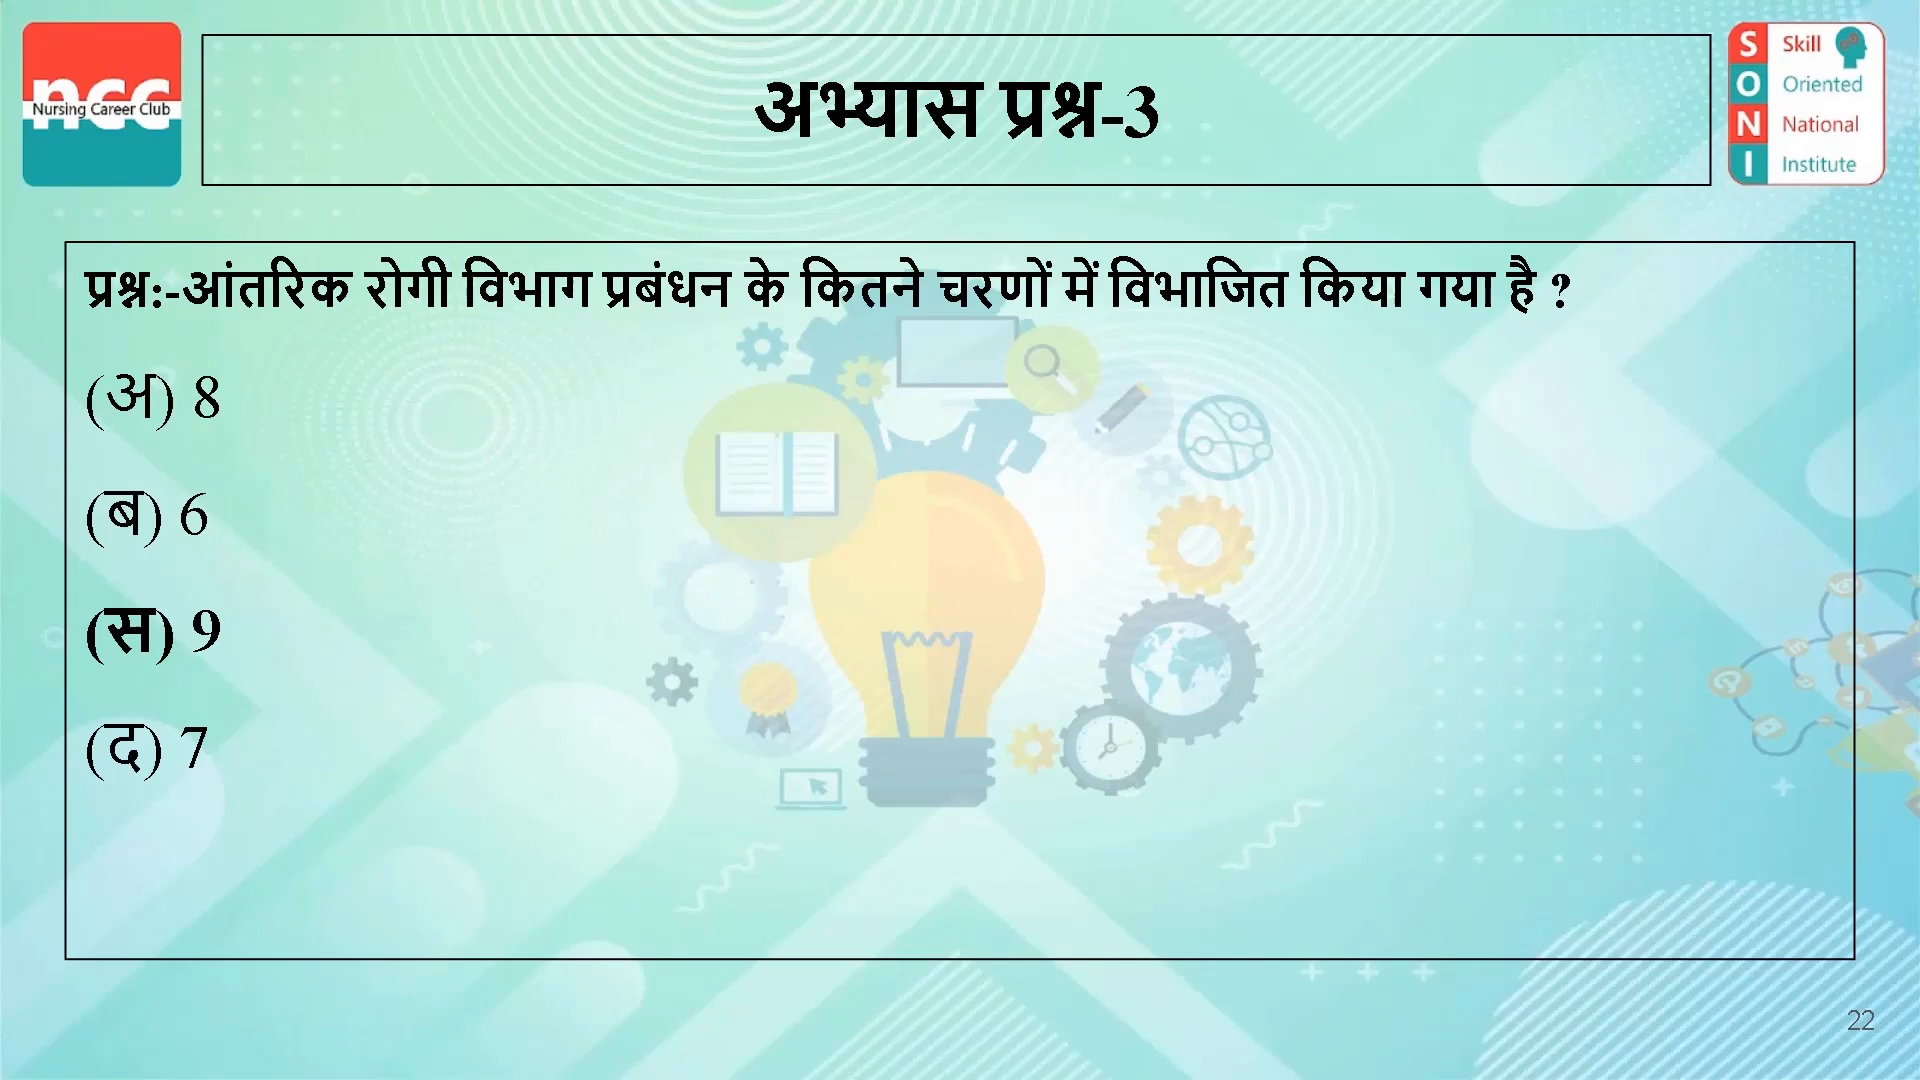 ncc
Nursing Career Club
अभ्यास प्रश्न-3
S Skill
O Oriented
N National
I Institute
प्रश्न:-आंतरिक रोगी विभाग प्रबंधन के कितने चरणों में विभाजित किया गया है ?
(अ) 8
(ब) 6
(स) 9
(द) 7
22